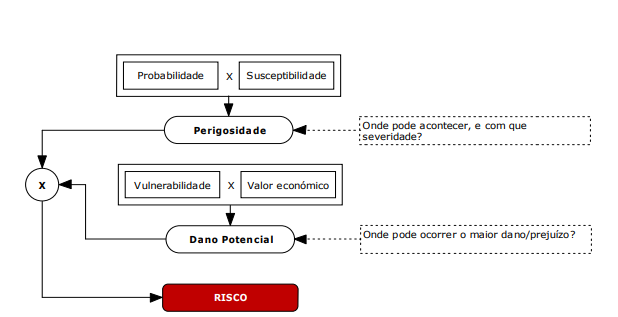 Probabilidade X Susceptibilidade
Perigosidade
Onde pode acontecer, e com que
severidade?
X
Vulnerabilidade X Valor económico
Dano Potencial
Onde pode ocorrer o maior dano/prejuízo?
RISCO